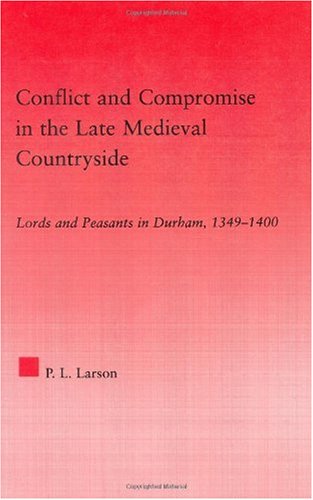 Conflict and Compromise
in the Late Medieval
Countryside
Lords and Peasants in Durham, 1349–1400
P. L. Larson